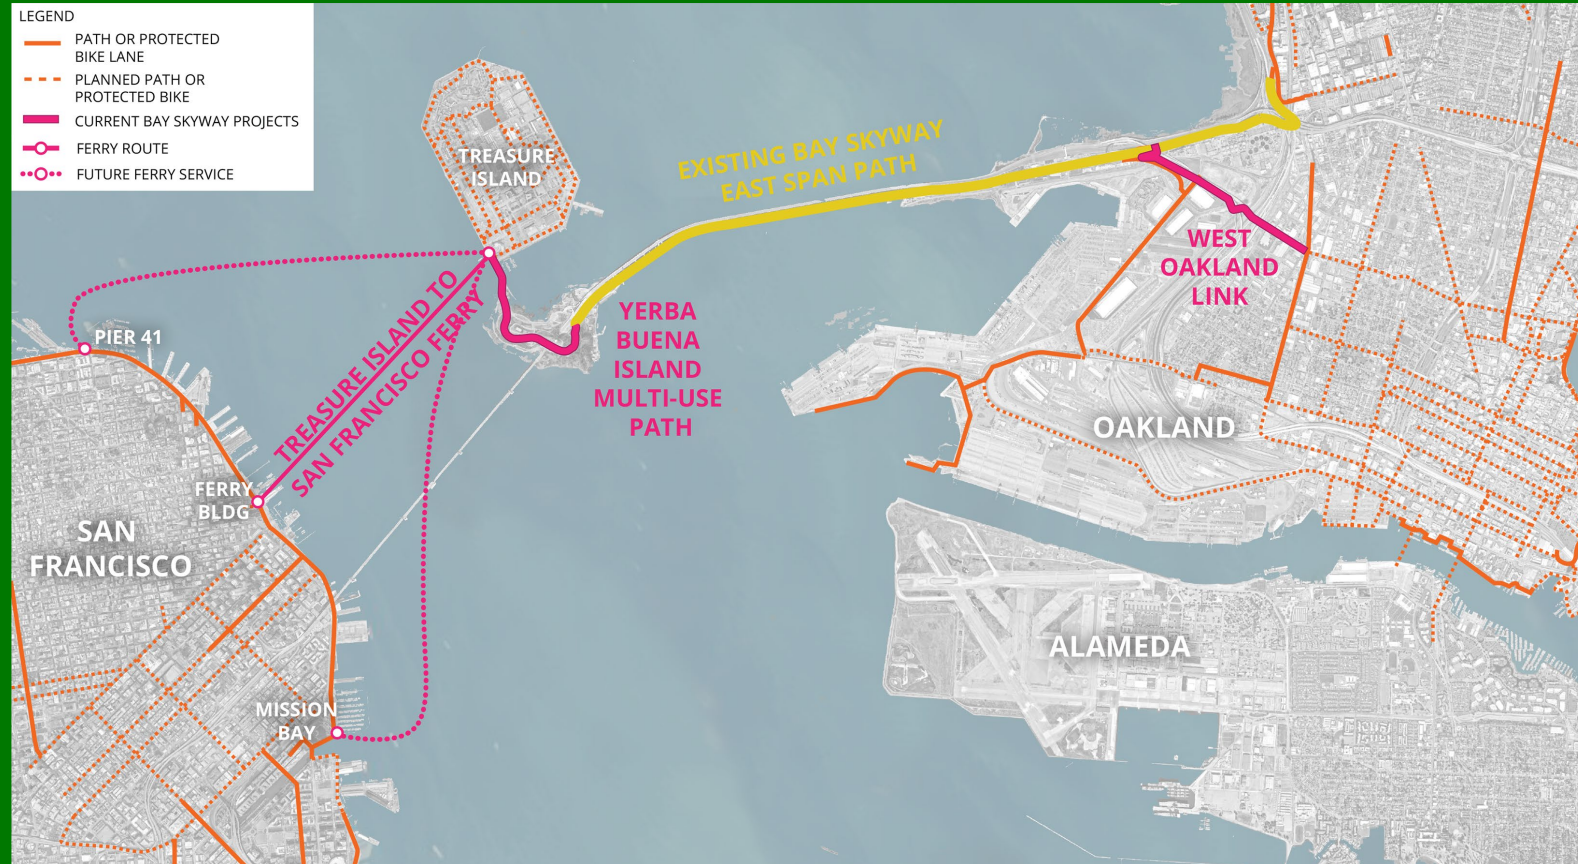 LEGEND
PATH OR PROTECTED
BIKE LANE
PLANNED PATH OR
PROTECTED BIKE
CURRENT BAY SKYWAY PROJECTS
FERRY ROUTE
FUTURE FERRY SERVICE
TREASURE
ISLAND
EXISTING BAY SKYWAY
EAST SPAN PATH
WEST
OAKLAND
LINK
TREASURE ISLAND TO
SAN FRANCISCO FERRY
YERBA
BUENA
ISLAND
MULTI-USE
PATH
PIER 41
OAKLAND
FERRY
BLDG
SAN
FRANCISCO
ALAMEDA
MISSION
BAY